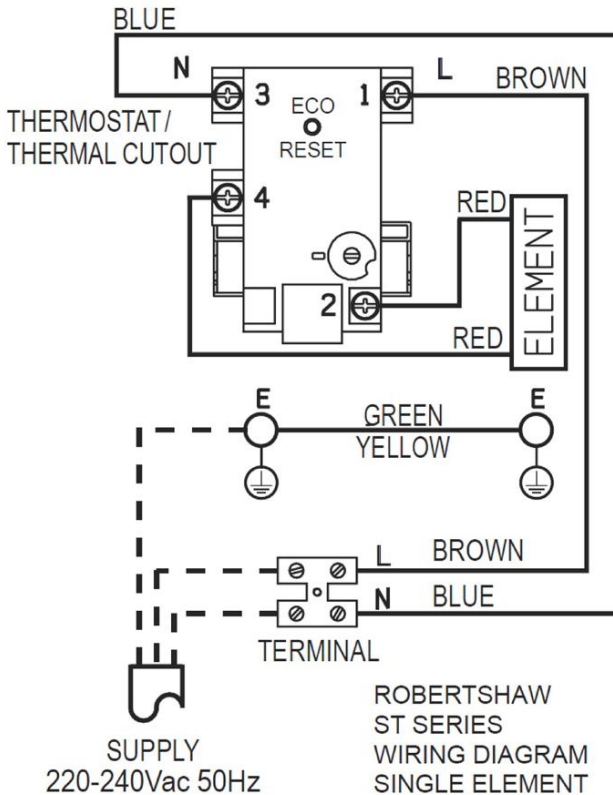 BLUE
N
L
BROWN
3
1
ECO
RESET
THERMOSTAT/
THERMAL CUTOUT
4
RED
ELEMENT
2
RED
E
E
GREEN
YELLOW
L
BROWN
N
BLUE
TERMINAL
SUPPLY
220-240Vac 50Hz
ROBERTSHAW
ST SERIES
WIRING DIAGRAM
SINGLE ELEMENT